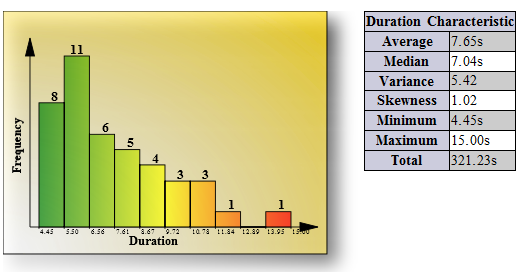 11
8
6
5
4
3
3
1
1
Frequency
4.45 5.50 6.56 7.61 8.67 9.72 10.78 11.84 12.89 13.95 15.00
Duration
Duration Characteristic
Average 7.65s
Median 7.04s
Variance 5.42
Skewness 1.02
Minimum 4.45s
Maximum 15.00s
Total 321.23s